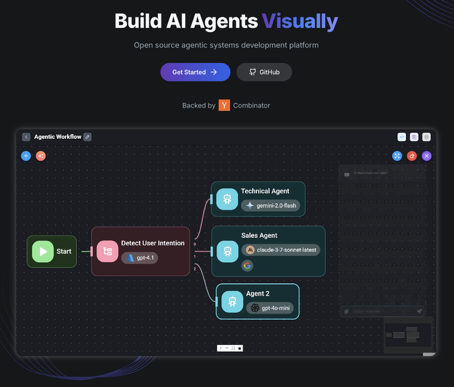 Build AI Agents Visually
Open source agentic systems development platform
Get Started
GitHub
Backed by Y Combinator
Agentic Workflow
Technical Agent
gemini-2.0-flash
Start
Detect User Intention
gpt-4.1
Sales Agent
claude-3-7-sonnet-latest
Agent 2
gpt-4o-mini